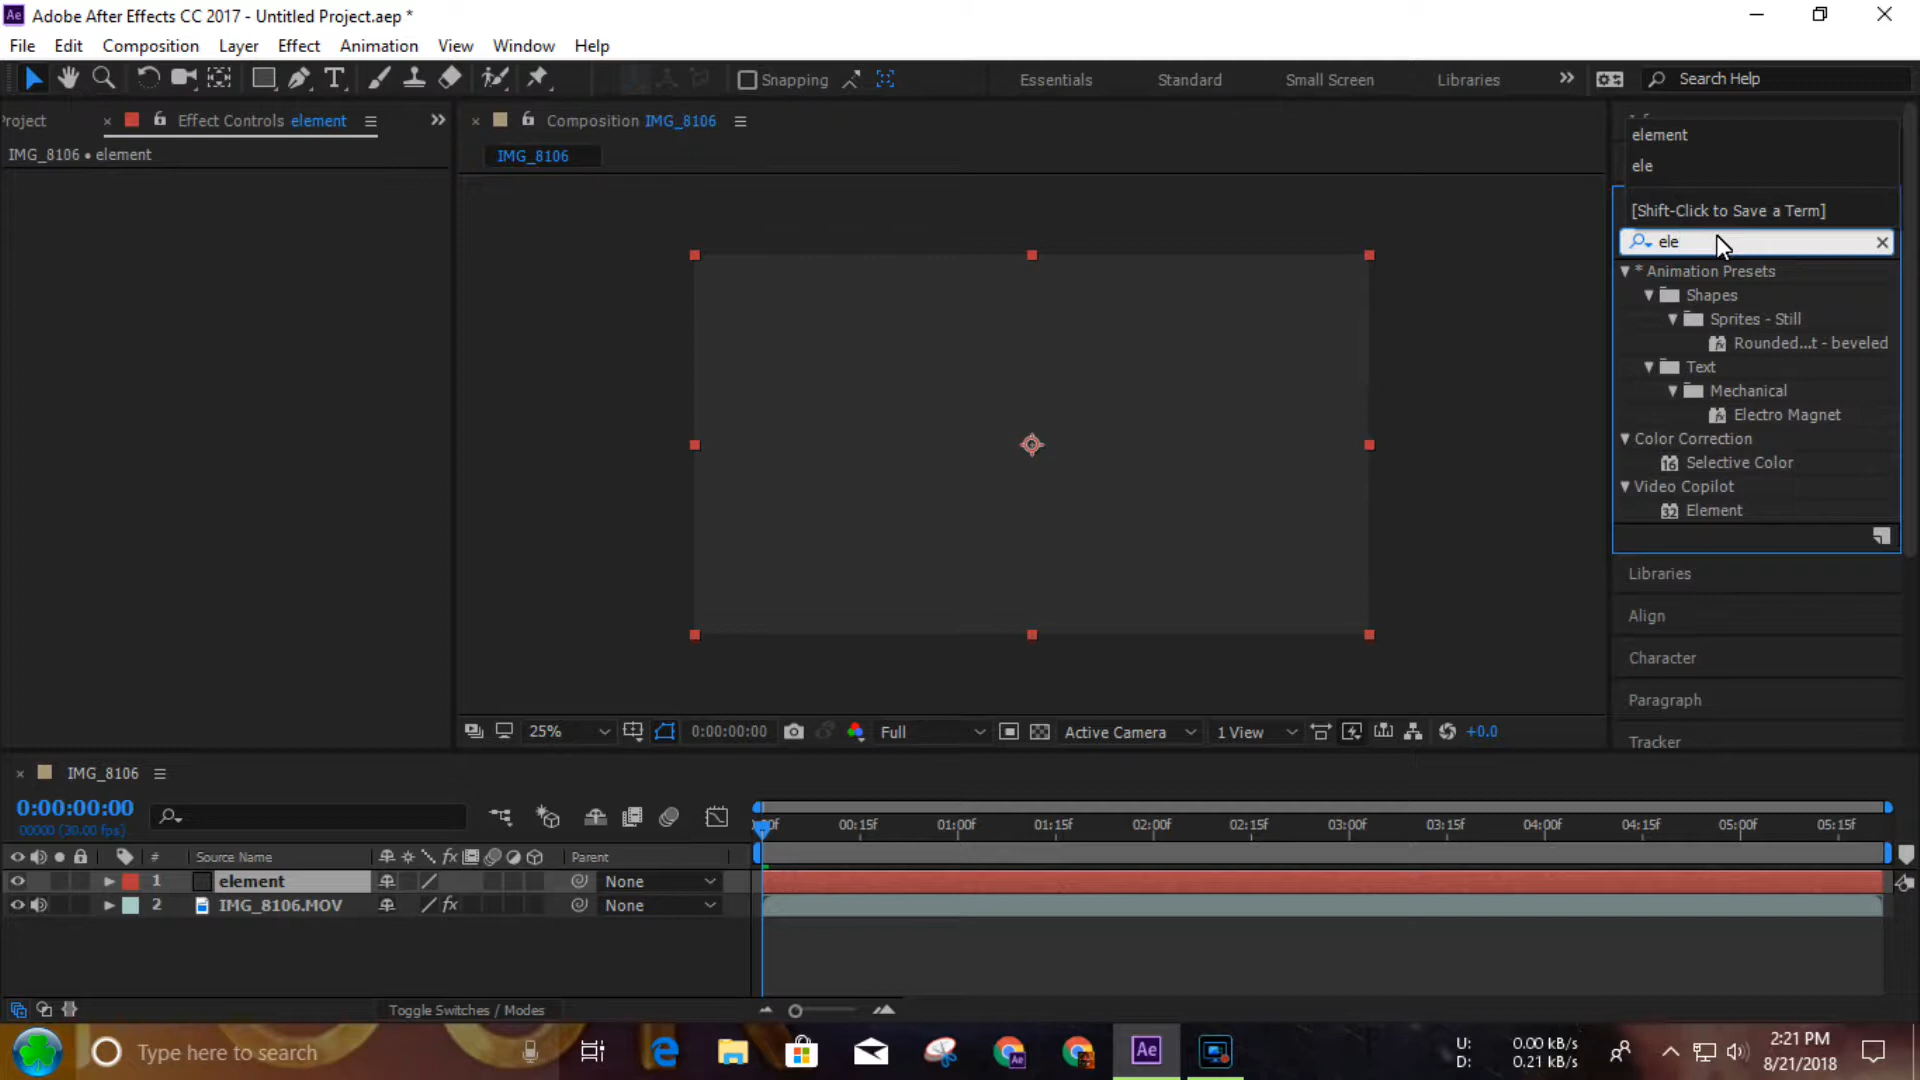 Ae Adobe After Effects CC 2017 - Untitled Project.aep *
File Edit Composition Layer Effect Animation View Window Help
Snapping Essentials Standard Small Screen Libraries Search Help
Project Effect Controls element Composition IMG_8106
IMG_8106 • element IMG_8106
element
ele
[Shift-Click to Save a Term]
ele
* Animation Presets
Shapes
Sprites - Still
Rounded...t - beveled
Text
Mechanical
Electro Magnet
Color Correction
16 Selective Color
Video Copilot
32 Element
Libraries
Align
Character
Paragraph
Tracker
25% 0:00:00:00 Full Active Camera 1 View +0.0
IMG_8106
0:00:00:00
00000 (30.00 fps)
:00f 00:15f 01:00f 01:15f 02:00f 02:15f 03:00f 03:15f 04:00f 04:15f 05:00f 05:15f
# Source Name fx Parent
1 element None
2 IMG_8106.MOV fx None
Toggle Switches / Modes
Type here to search Ae U: 0.00 kB/s 2:21 PM
D: 0.21 kB/s 8/21/2018